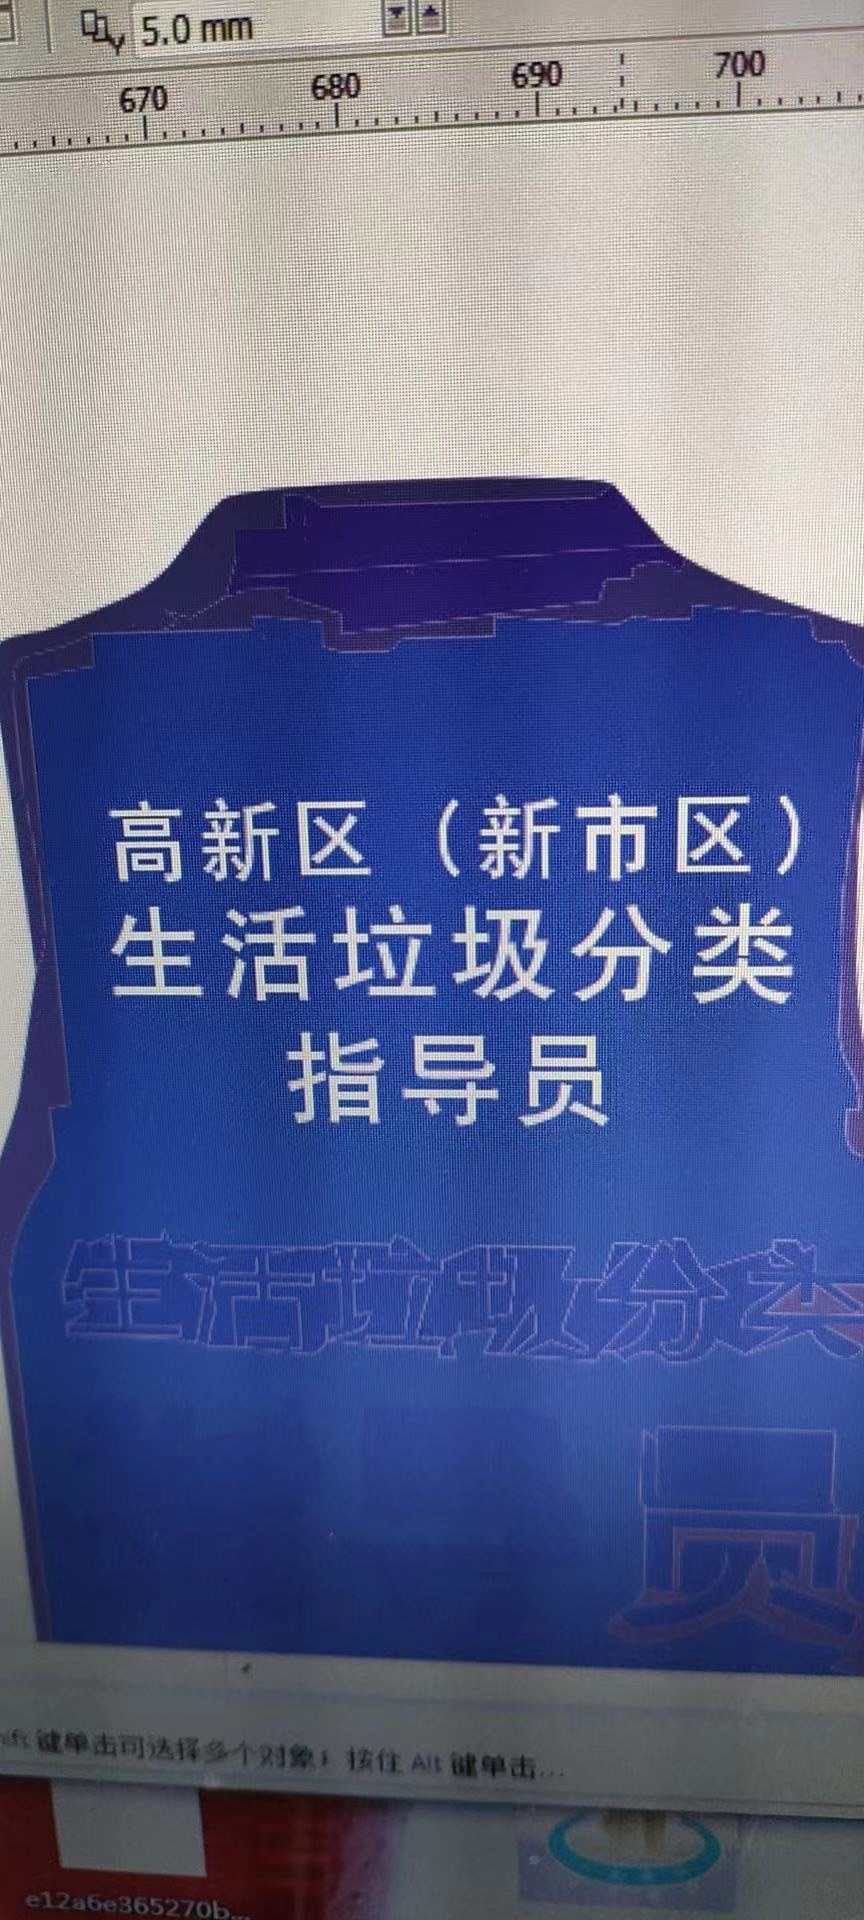 5.0 mm
670 680 690 700
高新区（新市区）
生活垃圾分类
指导员
生活垃圾分类
员
键单击可选择多个对象；按住 Alt 键单击...
e12a6e365270b...